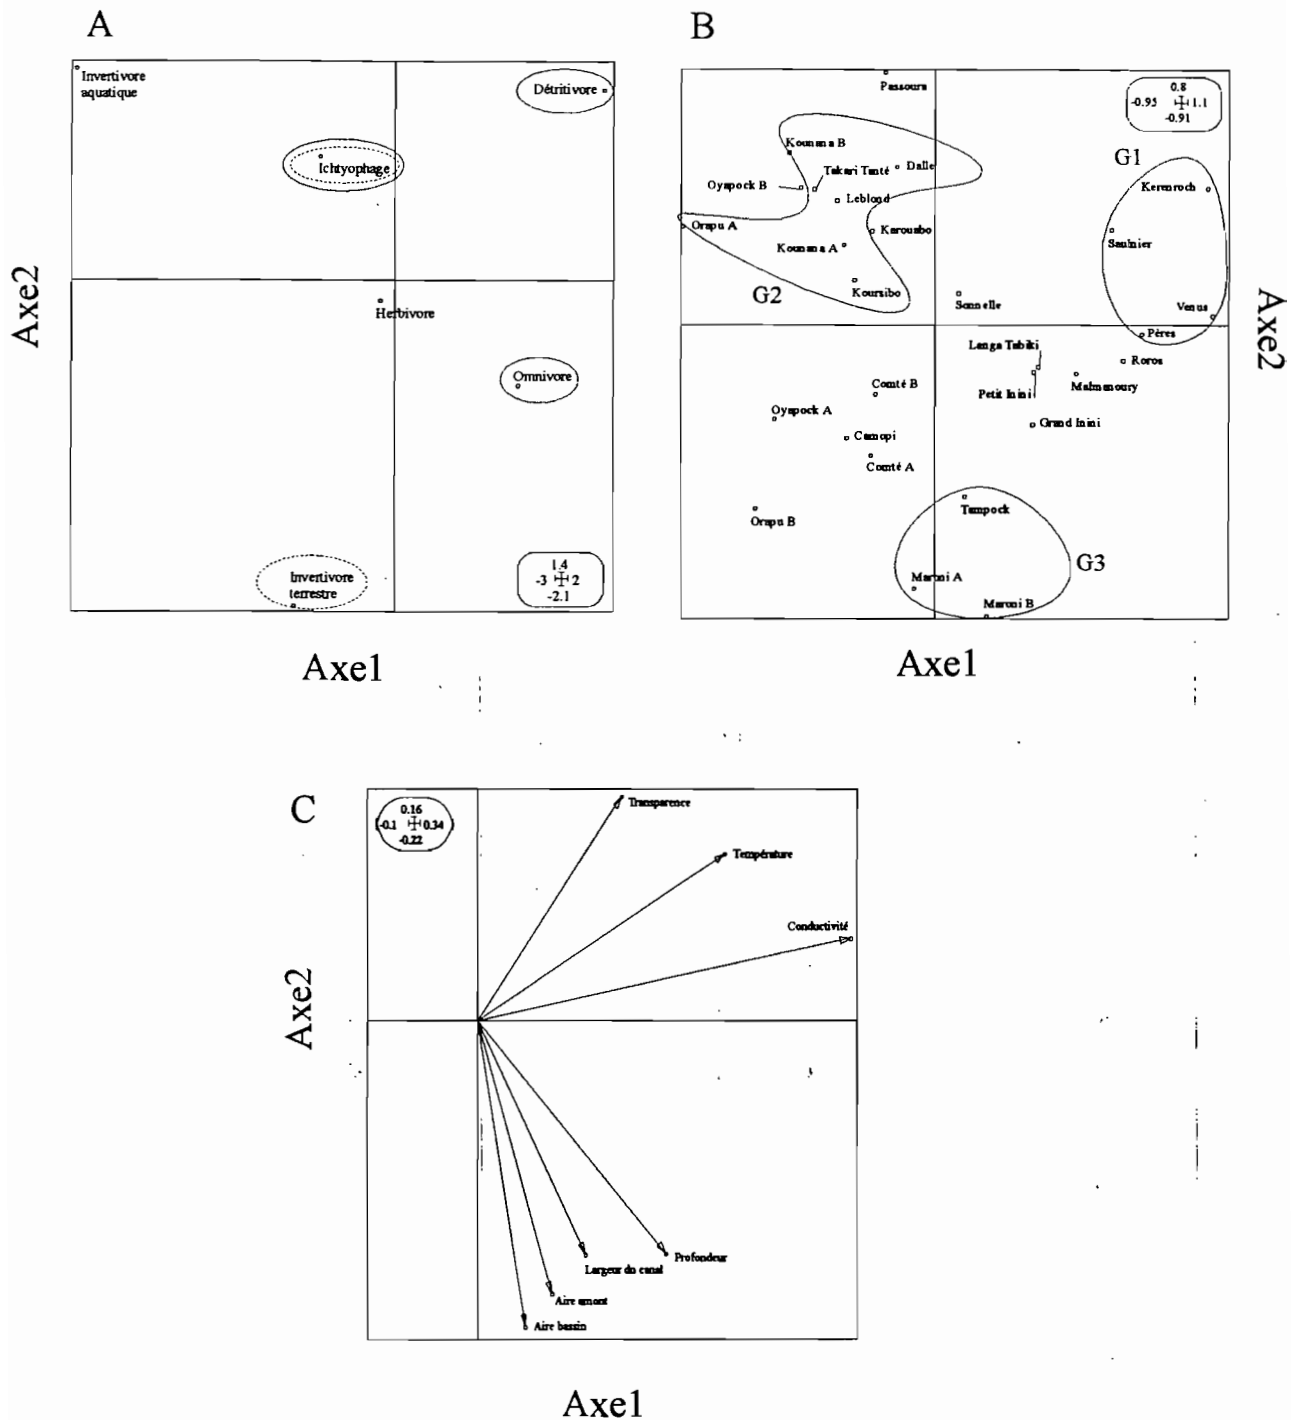 A
Invertivore
aquatique
Détritivore
Ichtyophage
Herbivore
Omnivore
Invertivore
terrestre
1.4
-3 2
-2.1
Axe2
Axe1
B
Passoura
0.8
-0.95 1.1
-0.91
Kounana B
Takari Tanté
Dalle
Oyapock B
Leblond
Orapu A
Karouabo
Kounana A
Koursibo
G2
G1
Kerenroch
Saulnier
Venus
Sonnelle
Pères
Langa Tabiki
Roros
Petit Inini
Malmanoury
Grand Inini
Comté B
Oyapock A
Camopi
Comté A
Orapu B
Tampock
G3
Maroni A
Maroni B
Axe2
Axe1
C
0.16
-0.1 0.34
-0.22
Transparence
Température
Conductivité
Axe2
Profondeur
Largeur du canal
Aire amont
Aire bassin
Axe1